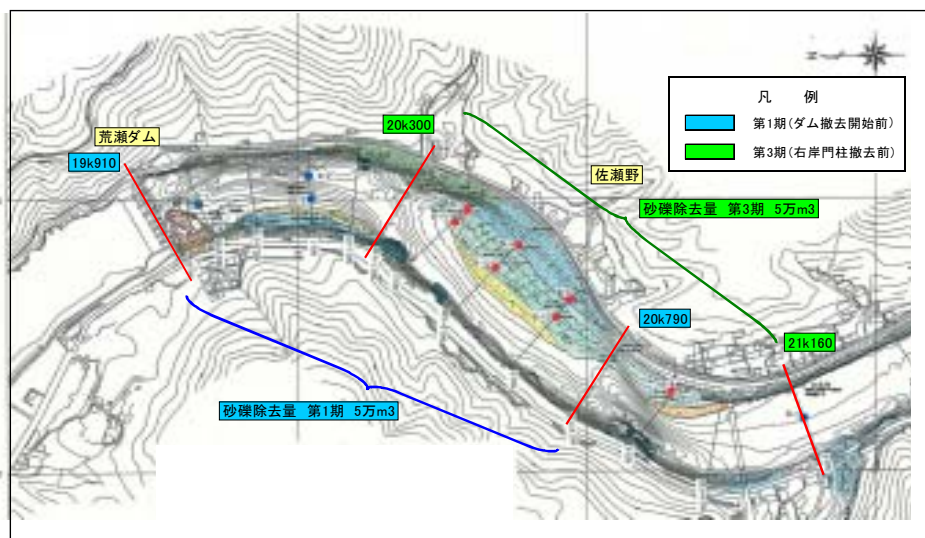 凡　例
第1期(ダム撤去開始前)
第3期(右岸門柱撤去前)
荒瀬ダム
19k910
20k300
佐瀬野
砂礫除去量 第3期 5万m3
20k790
21k160
砂礫除去量 第1期 5万m3